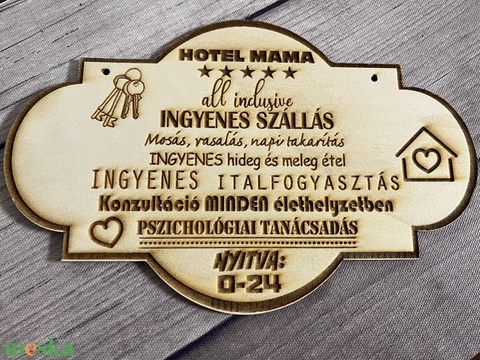 HOTEL MAMA
★★★★★
all inclusive
INGYENES SZÁLLÁS
Mosás, vasalás, napi takarítás
INGYENES hideg és meleg étel
INGYENES ITALFOGYASZTÁS
Konzultáció MINDEN élethelyzetben
PSZICHOLÓGIAI TANÁCSADÁS
NYITVA:
0-24
meska